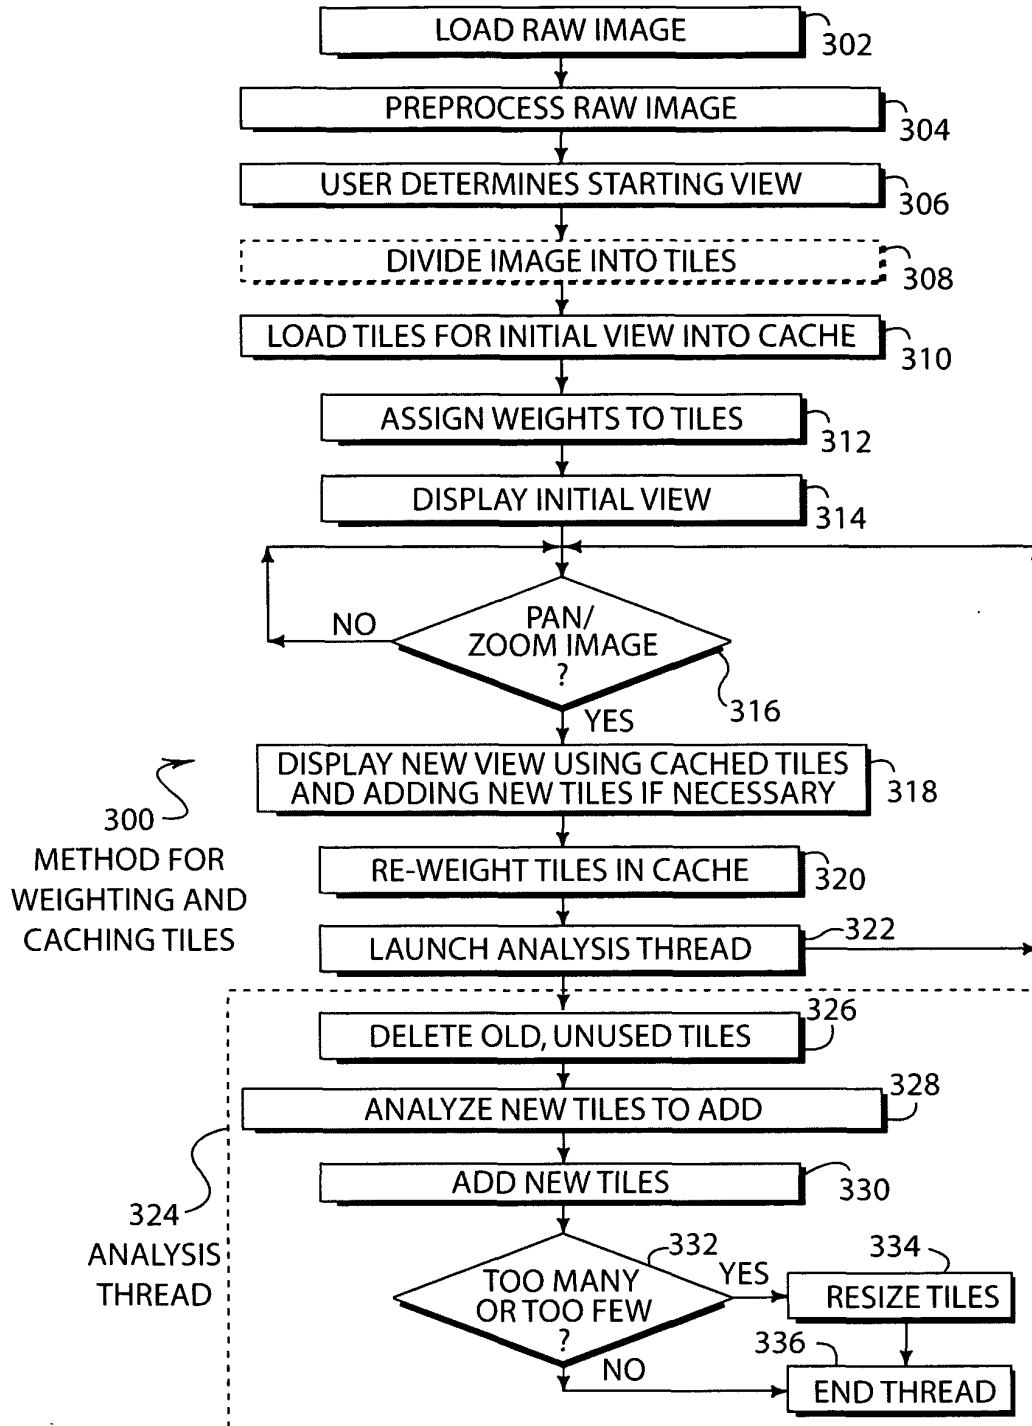 LOAD RAW IMAGE
302
PREPROCESS RAW IMAGE
304
USER DETERMINES STARTING VIEW
306
DIVIDE IMAGE INTO TILES
308
LOAD TILES FOR INITIAL VIEW INTO CACHE
310
ASSIGN WEIGHTS TO TILES
312
DISPLAY INITIAL VIEW
314
NO
PAN/
ZOOM IMAGE
?
316
YES
DISPLAY NEW VIEW USING CACHED TILES
AND ADDING NEW TILES IF NECESSARY
318
300
METHOD FOR
WEIGHTING AND
CACHING TILES
RE-WEIGHT TILES IN CACHE
320
LAUNCH ANALYSIS THREAD
322
DELETE OLD, UNUSED TILES
326
ANALYZE NEW TILES TO ADD
328
ADD NEW TILES
330
324
ANALYSIS
THREAD
TOO MANY
OR TOO FEW
?
332
YES
334
RESIZE TILES
NO
336
END THREAD